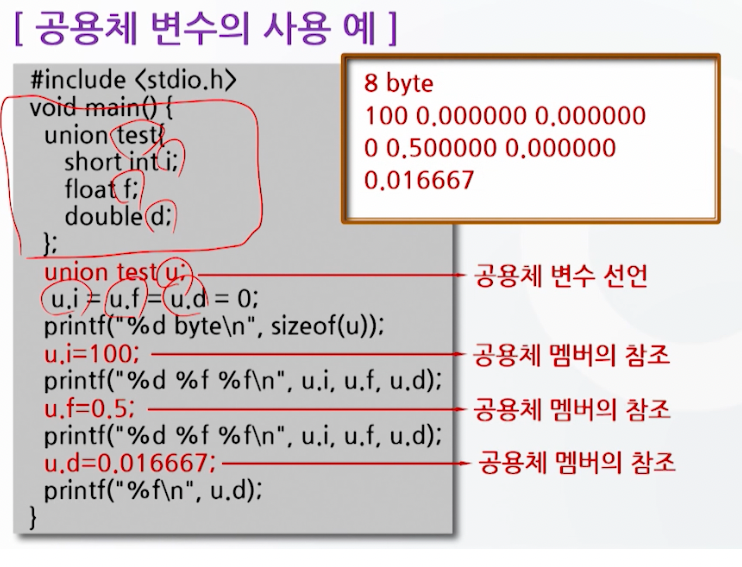 [ 공용체 변수의 사용 예 ]
#include <stdio.h>
void main() {
union test{
short int i;
float f;
double d;
};
union test u;
u.i = u.f = u.d = 0;
printf("%d byte\n", sizeof(u));
u.i=100;
printf("%d %f %f\n", u.i, u.f, u.d);
u.f=0.5;
printf("%d %f %f\n", u.i, u.f, u.d);
u.d=0.016667;
printf("%f\n", u.d);
}
8 byte
100 0.000000 0.000000
0 0.500000 0.000000
0.016667
공용체 변수 선언
공용체 멤버의 참조
공용체 멤버의 참조
공용체 멤버의 참조